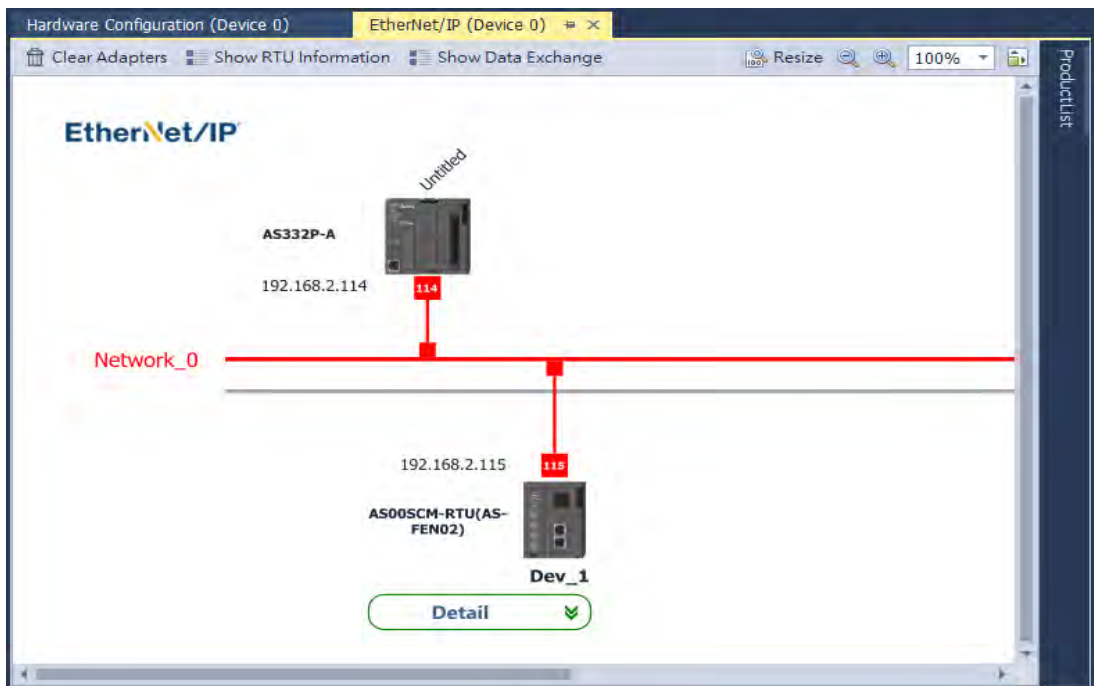 Hardware Configuration (Device 0)
EtherNet/IP (Device 0)
Clear Adapters
Show RTU Information
Show Data Exchange
Resize
100%
ProductList
EtherNet/IP
Untitled
AS332P-A
192.168.2.114
114
Network_0
192.168.2.115
115
AS00SCM-RTU(AS-
FEN02)
Dev_1
Detail